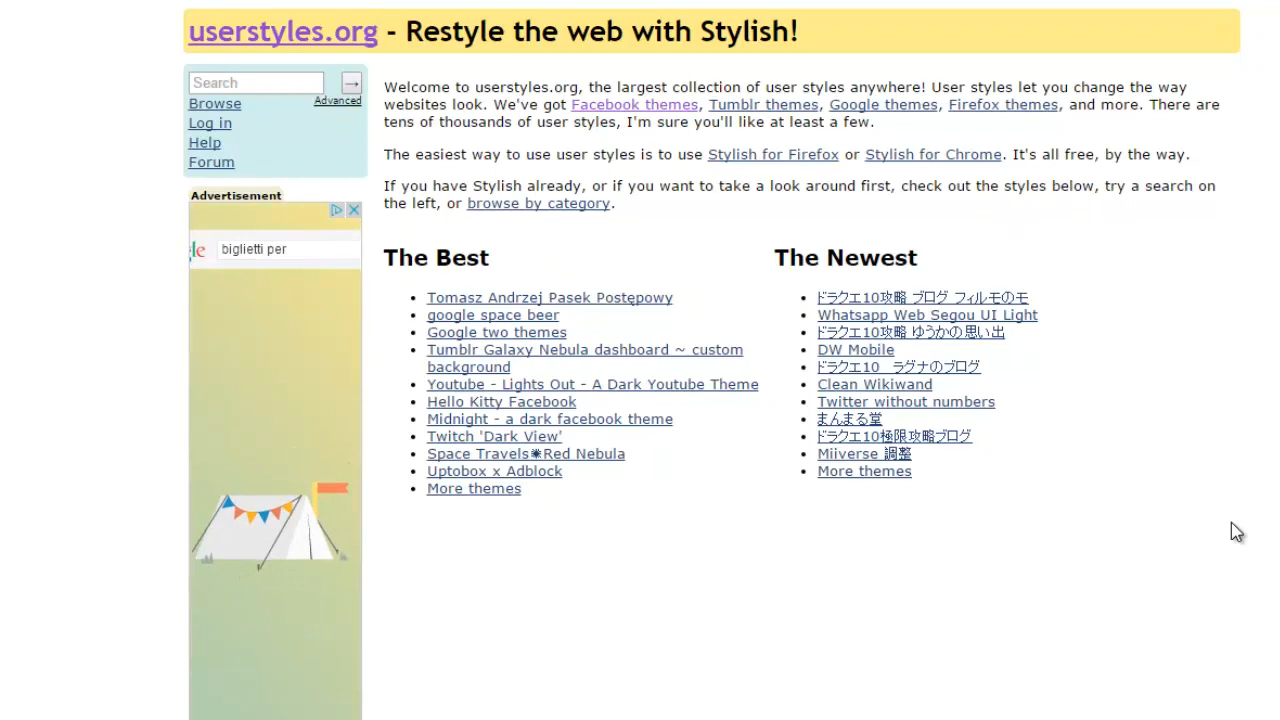 userstyles.org - Restyle the web with Stylish!
Search →
Advanced
Browse
Log in
Help
Forum
Advertisement
gle biglietti per
Welcome to userstyles.org, the largest collection of user styles anywhere! User styles let you change the way
websites look. We've got Facebook themes, Tumblr themes, Google themes, Firefox themes, and more. There are
tens of thousands of user styles, I'm sure you'll like at least a few.
The easiest way to use user styles is to use Stylish for Firefox or Stylish for Chrome. It's all free, by the way.
If you have Stylish already, or if you want to take a look around first, check out the styles below, try a search on
the left, or browse by category.
The Best
Tomasz Andrzej Pasek Postępowy
google space beer
Google two themes
Tumblr Galaxy Nebula dashboard ~ custom
background
Youtube - Lights Out - A Dark Youtube Theme
Hello Kitty Facebook
Midnight - a dark facebook theme
Twitch 'Dark View'
Space Travels✺Red Nebula
Uptobox x Adblock
More themes
The Newest
ドラクエ10攻略 ブログ フィルモのモ
Whatsapp Web Segou UI Light
ドラクエ10攻略 ゆうかの思い出
DW Mobile
ドラクエ10　ラグナのブログ
Clean Wikiwand
Twitter without numbers
まんまる堂
ドラクエ10極限攻略ブログ
Miiverse 調整
More themes